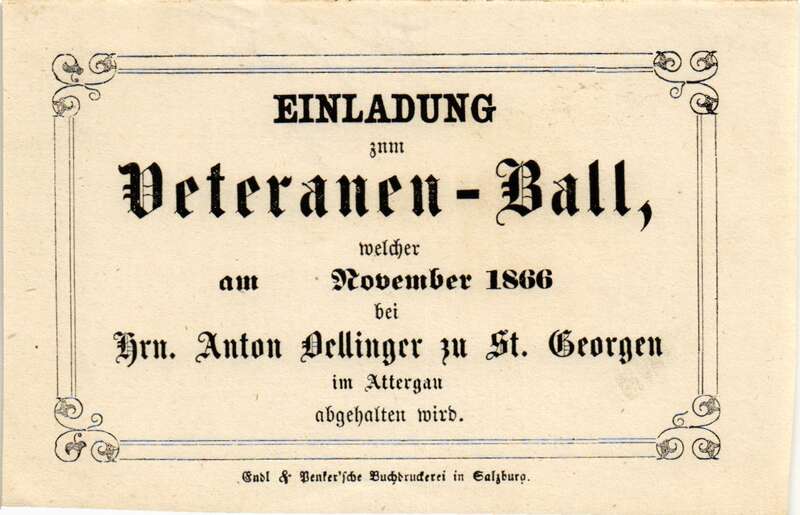 EINLADUNG
zum
Veteranen-Ball,
welcher
am November 1866
bei
Hrn. Anton Dellinger zu St. Georgen
im Attergau
abgehalten wird.
Endl & Penker'sche Buchdruckerei in Salzburg.